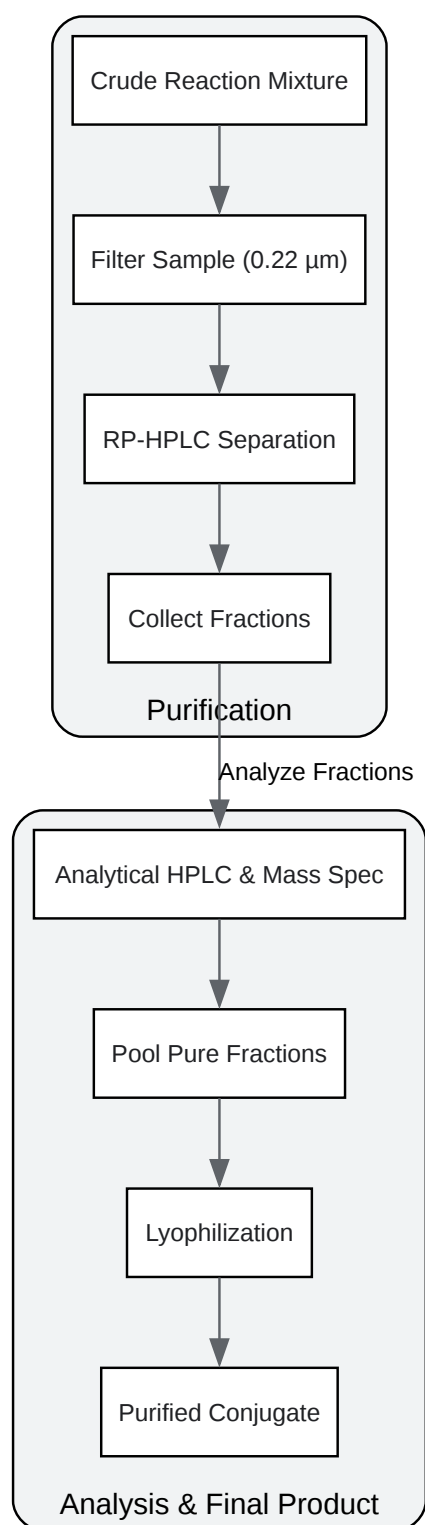 Crude Reaction Mixture
Filter Sample (0.22 µm)
RP-HPLC Separation
Collect Fractions
Purification
Analyze Fractions
Analytical HPLC & Mass Spec
Pool Pure Fractions
Lyophilization
Purified Conjugate
Analysis & Final Product